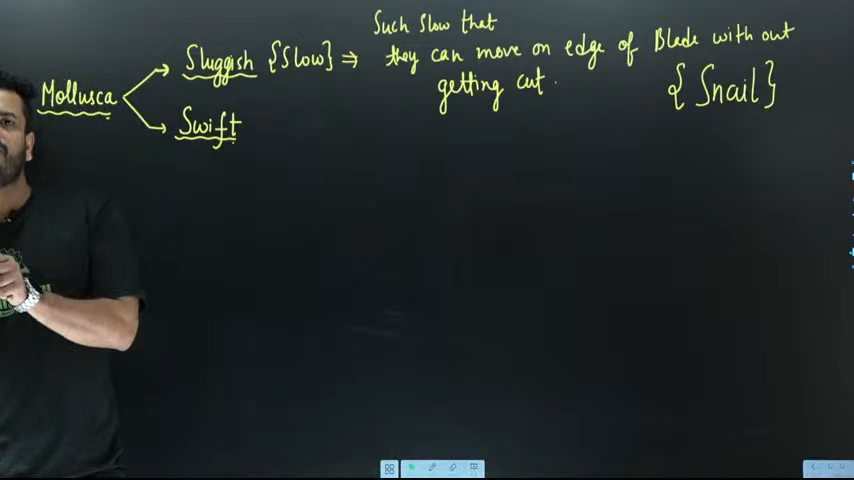 Such Slow that
Mollusca Sluggish {Slow} ⇒ they can move on edge of Blade with out
getting cut. {Snail}
Swift